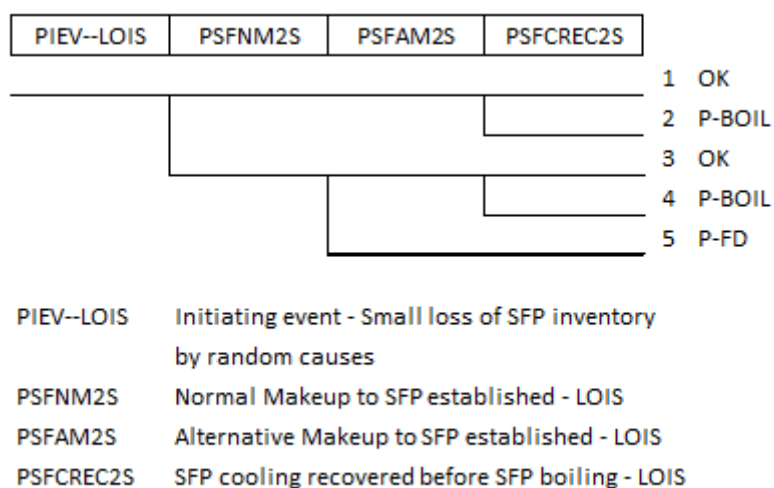 PIEV--LOIS PSFNM2S PSFAM2S PSFCREC2S
1 OK
2 P-BOIL
3 OK
4 P-BOIL
5 P-FD
PIEV--LOIS Initiating event - Small loss of SFP inventory
by random causes
PSFNM2S Normal Makeup to SFP established - LOIS
PSFAM2S Alternative Makeup to SFP established - LOIS
PSFCREC2S SFP cooling recovered before SFP boiling - LOIS